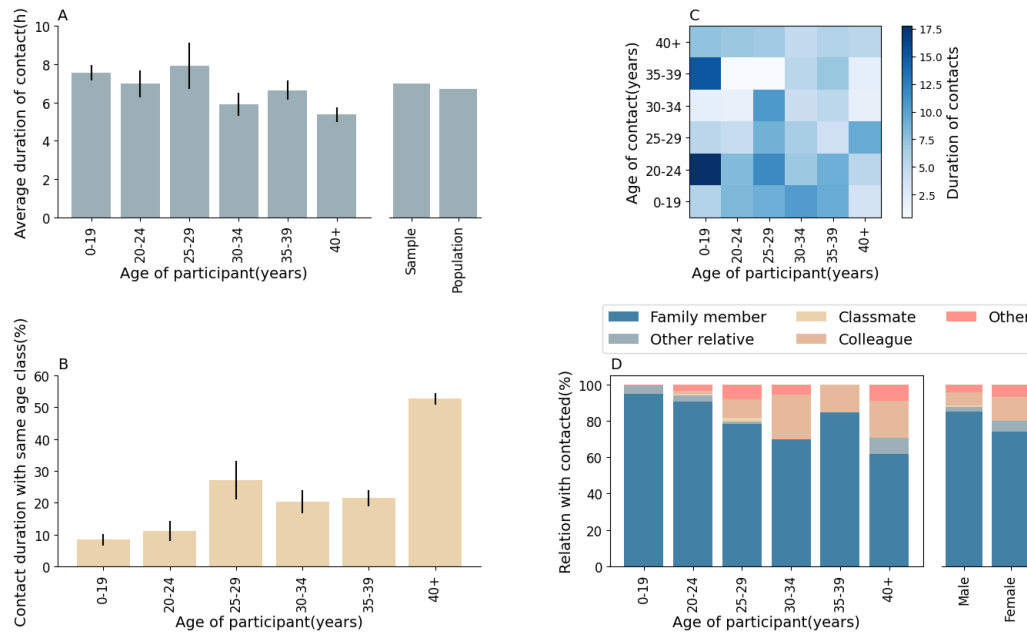 A
Average duration of contact(h)
10
8
6
4
2
0
0-19
20-24
25-29
30-34
35-39
40+
Sample
Population
Age of participant(years)
C
Age of contact(years)
40+
35-39
30-34
25-29
20-24
0-19
0-19
20-24
25-29
30-34
35-39
40+
Age of participant(years)
17.5
15.0
12.5
10.0
7.5
5.0
2.5
Duration of contacts
B
Contact duration with same age class(%)
60
50
40
30
20
10
0
0-19
20-24
25-29
30-34
35-39
40+
Age of participant(years)
Family member
Classmate
Other
Other relative
Colleague
D
Relation with contacted(%)
100
80
60
40
20
0
0-19
20-24
25-29
30-34
35-39
40+
Male
Female
Age of participant(years)